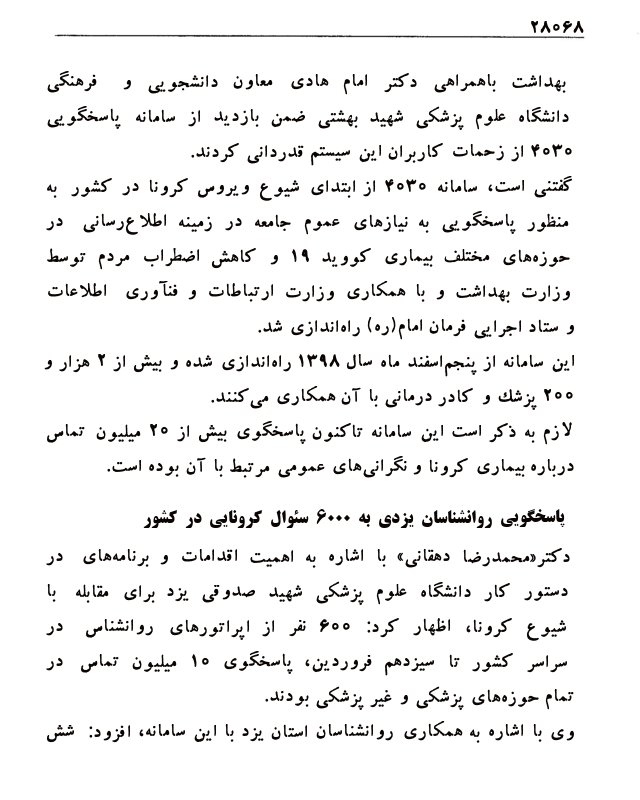 ۲۸۰۶۸
بهداشت باهمراهی دکتر امام هادی معاون دانشجویی و فرهنگی
دانشگاه علوم پزشکی شهید بهشتی ضمن بازدید از سامانه پاسخگویی
۴۰۳۰ از زحمات کاربران این سیستم قدردانی کردند.
گفتنی است، سامانه ۴۰۳۰ از ابتدای شیوع ویروس کرونا در کشور به
منظور پاسخگویی به نیازهای عموم جامعه در زمینه اطلاع‌رسانی در
حوزه‌های مختلف بیماری کووید ۱۹ و کاهش اضطراب مردم توسط
وزارت بهداشت و با همکاری وزارت ارتباطات و فنآوری اطلاعات
و ستاد اجرایی فرمان امام(ره) راه‌اندازی شد.
این سامانه از پنجم‌اسفند ماه سال ۱۳۹۸ راه‌اندازی شده و بیش از ۲ هزار و
۲۰۰ پزشك و کادر درمانی با آن همکاری می‌کنند.
لازم به ذکر است این سامانه تاکنون پاسخگوی بیش از ۲۰ میلیون تماس
درباره بیماری کرونا و نگرانی‌های عمومی مرتبط با آن بوده است.
پاسخگویی روانشناسان یزدی به ۶۰۰۰ سئوال کرونایی در کشور
دکتر«محمدرضا دهقانی» با اشاره به اهمیت اقدامات و برنامه‌های در
دستور کار دانشگاه علوم پزشکی شهید صدوقی یزد برای مقابله با
شیوع کرونا، اظهار کرد: ۶۰۰ نفر از اپراتورهای روانشناس در
سراسر کشور تا سیزدهم فروردین، پاسخگوی ۱۰ میلیون تماس در
تمام حوزه‌های پزشکی و غیر پزشکی بودند.
وی با اشاره به همکاری روانشناسان استان یزد با این سامانه، افزود: شش